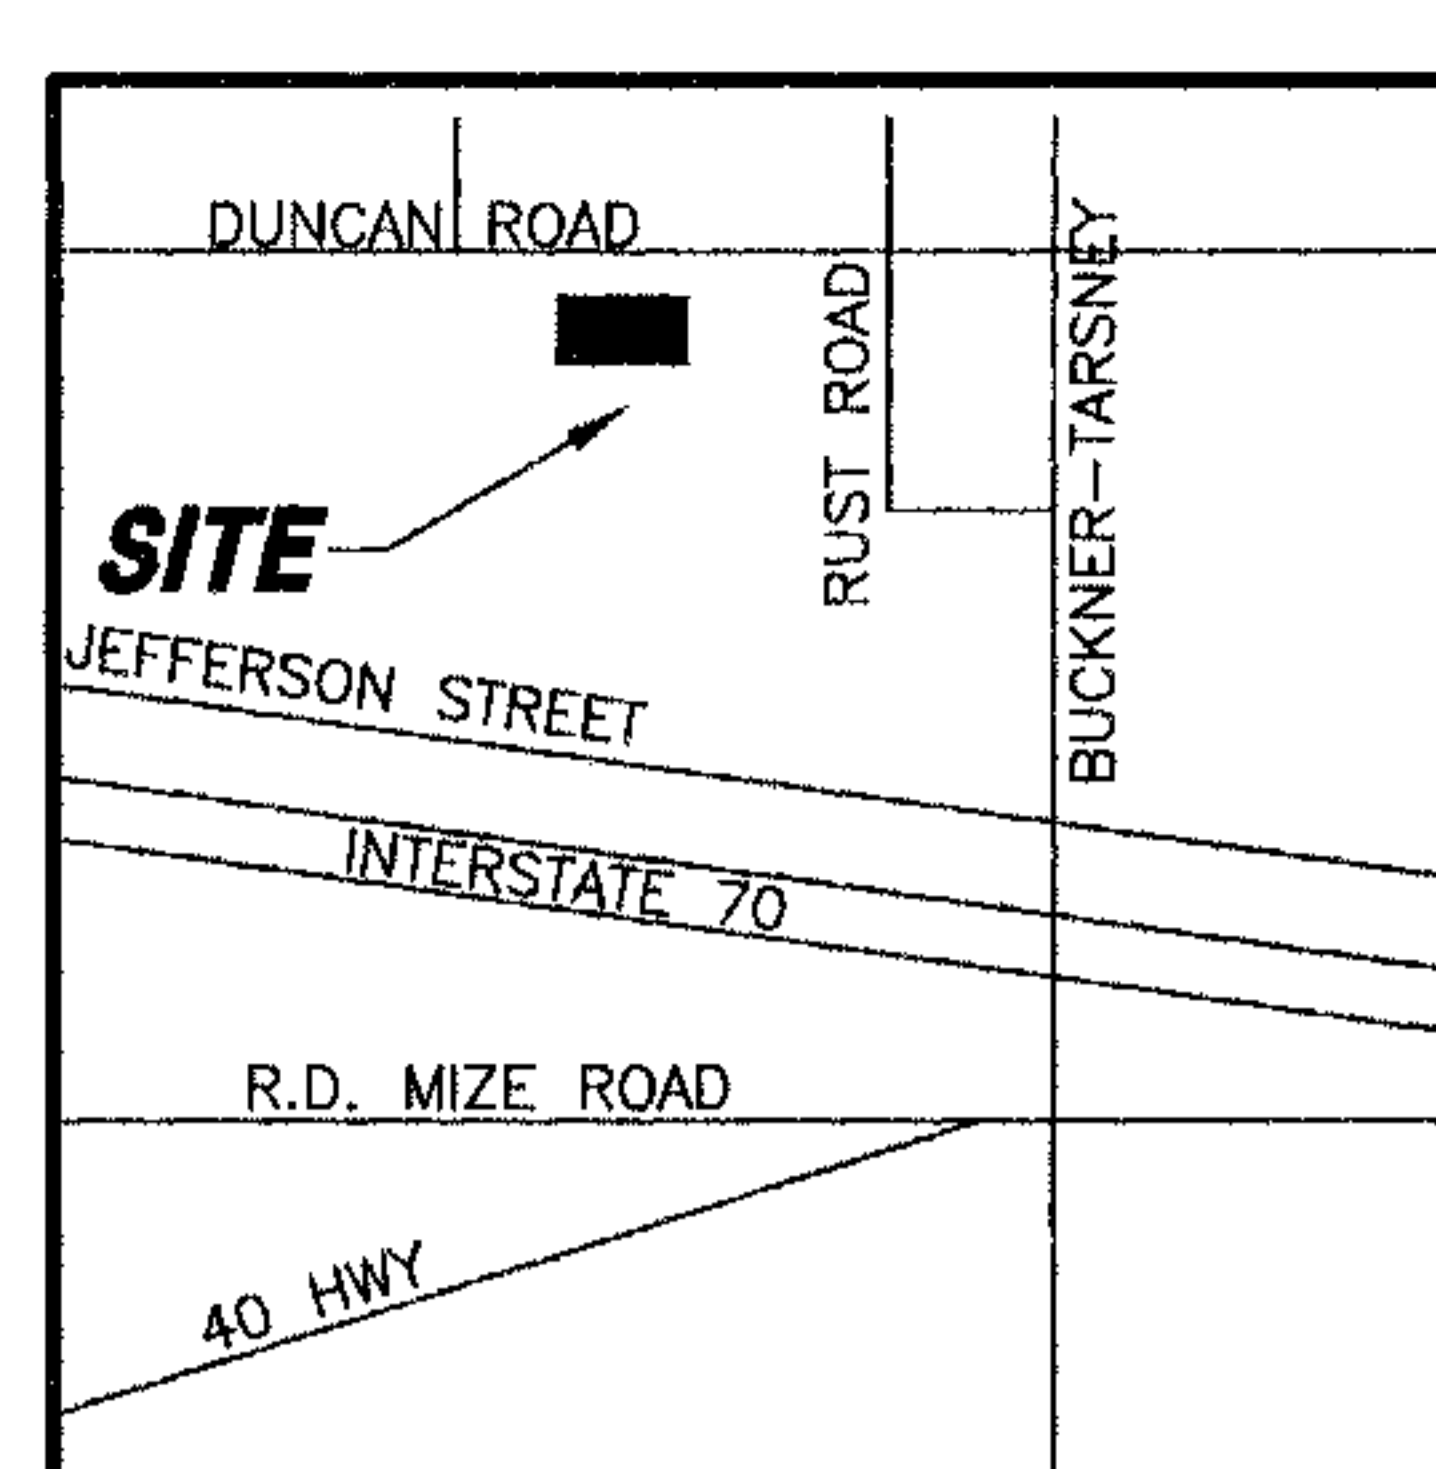 DUNCAN ROAD
RUST ROAD
BUCKNER-TARSNEY
SITE
JEFFERSON STREET
INTERSTATE 70
R.D. MIZE ROAD
40 HWY